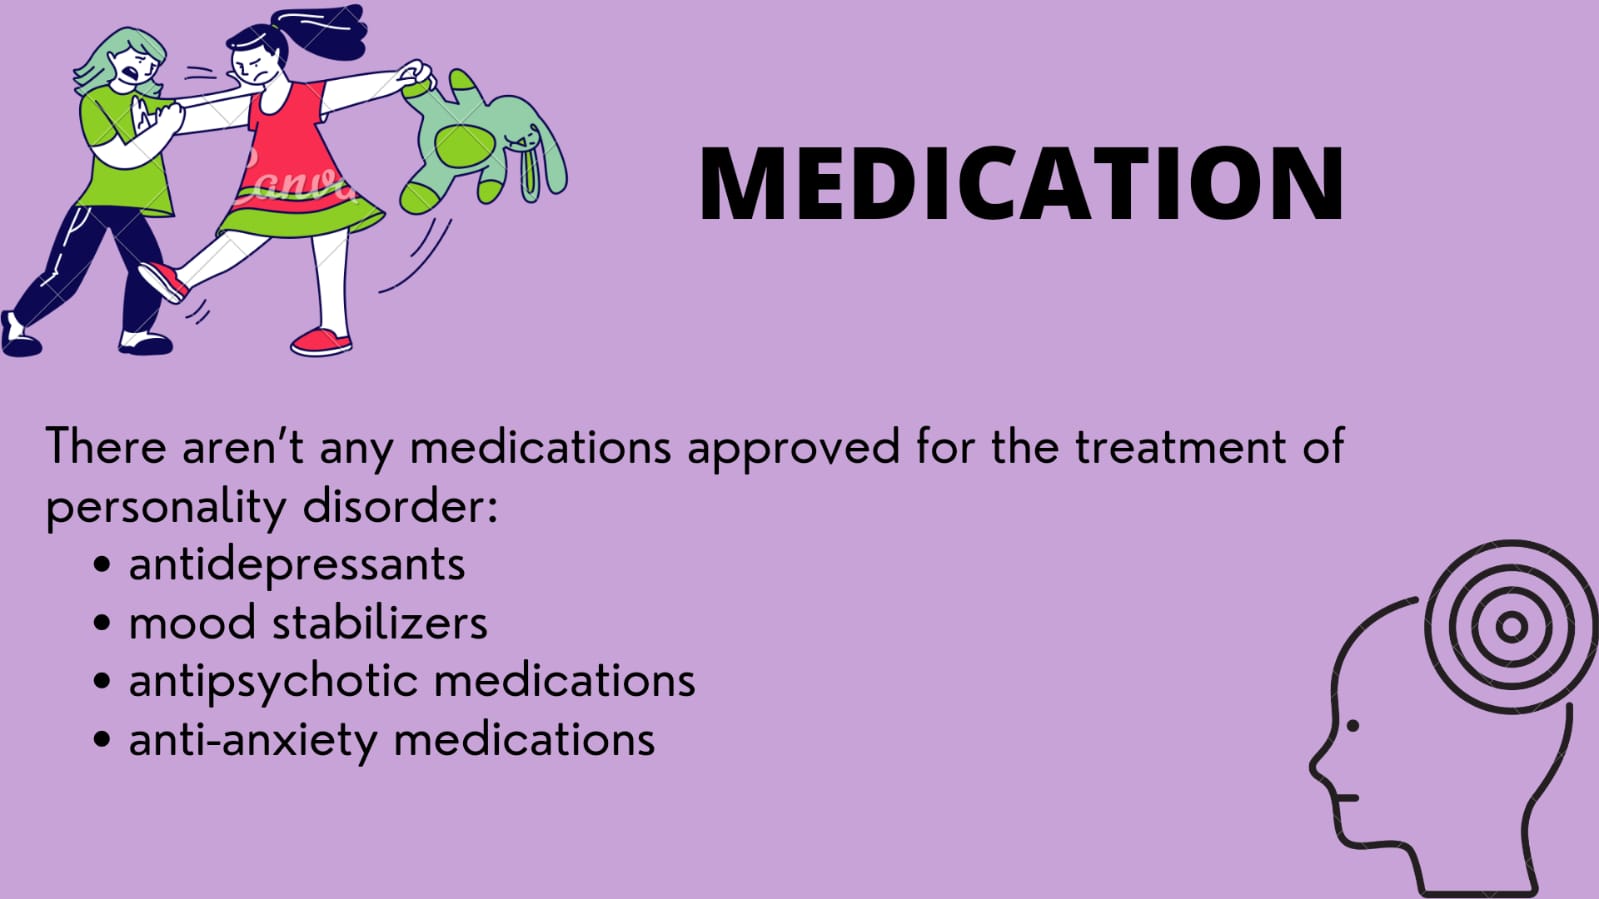 MEDICATION
Canva
There aren’t any medications approved for the treatment of
personality disorder:
• antidepressants
• mood stabilizers
• antipsychotic medications
• anti-anxiety medications